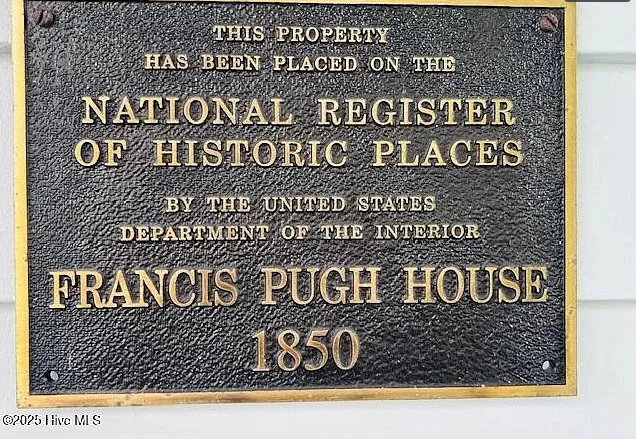 THIS PROPERTY
HAS BEEN PLACED ON THE
NATIONAL REGISTER
OF HISTORIC PLACES
BY THE UNITED STATES
DEPARTMENT OF THE INTERIOR
FRANCIS PUGH HOUSE
1850
©2025 Hive MLS